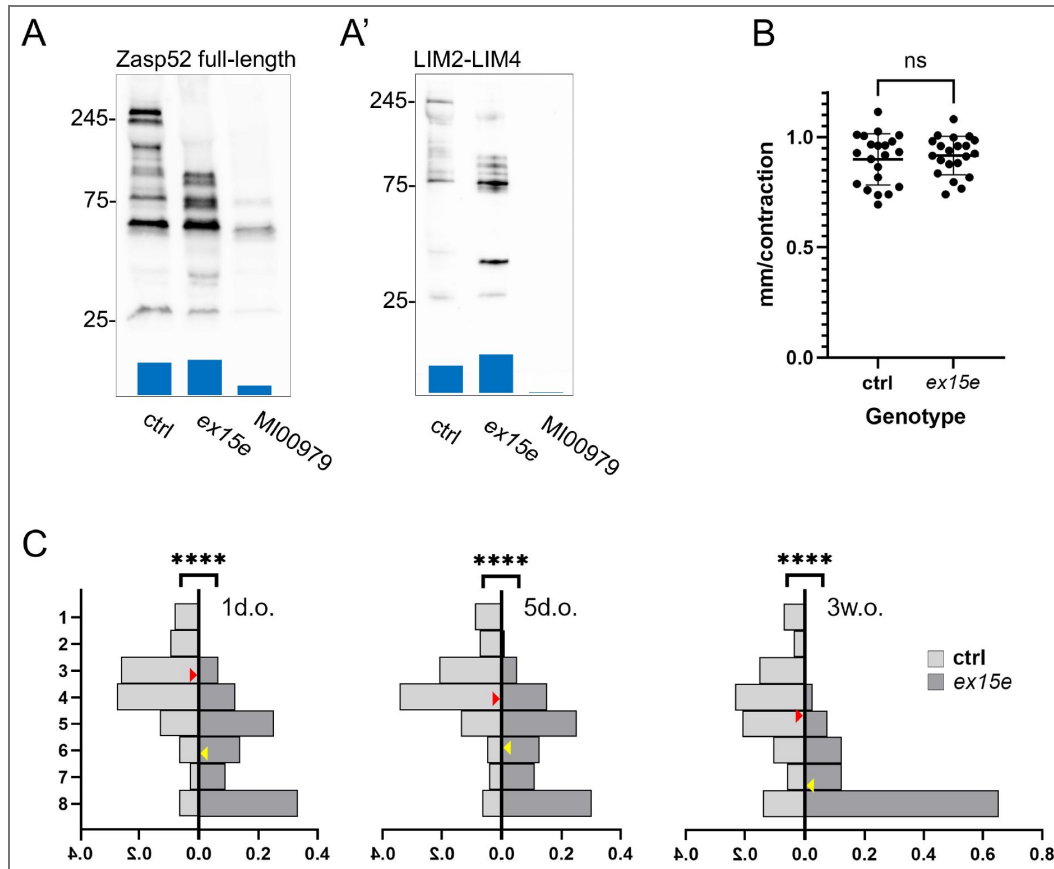 A
Zasp52 full-length
245-
75-
25-
ctrl
ex15e
MI00979
A'
LIM2-LIM4
245-
75-
25-
ctrl
ex15e
MI00979
B
ns
mm/contraction
1.0
0.5
0.0
ctrl
ex15e
Genotype
C
****
1d.o.
1
2
3
4
5
6
7
8
0.4
0.2
0.0
0.2
0.4
****
5d.o.
0.4
0.2
0.0
0.2
0.4
****
3w.o.
0.4
0.2
0.0
0.2
0.4
0.6
0.8
ctrl
ex15e